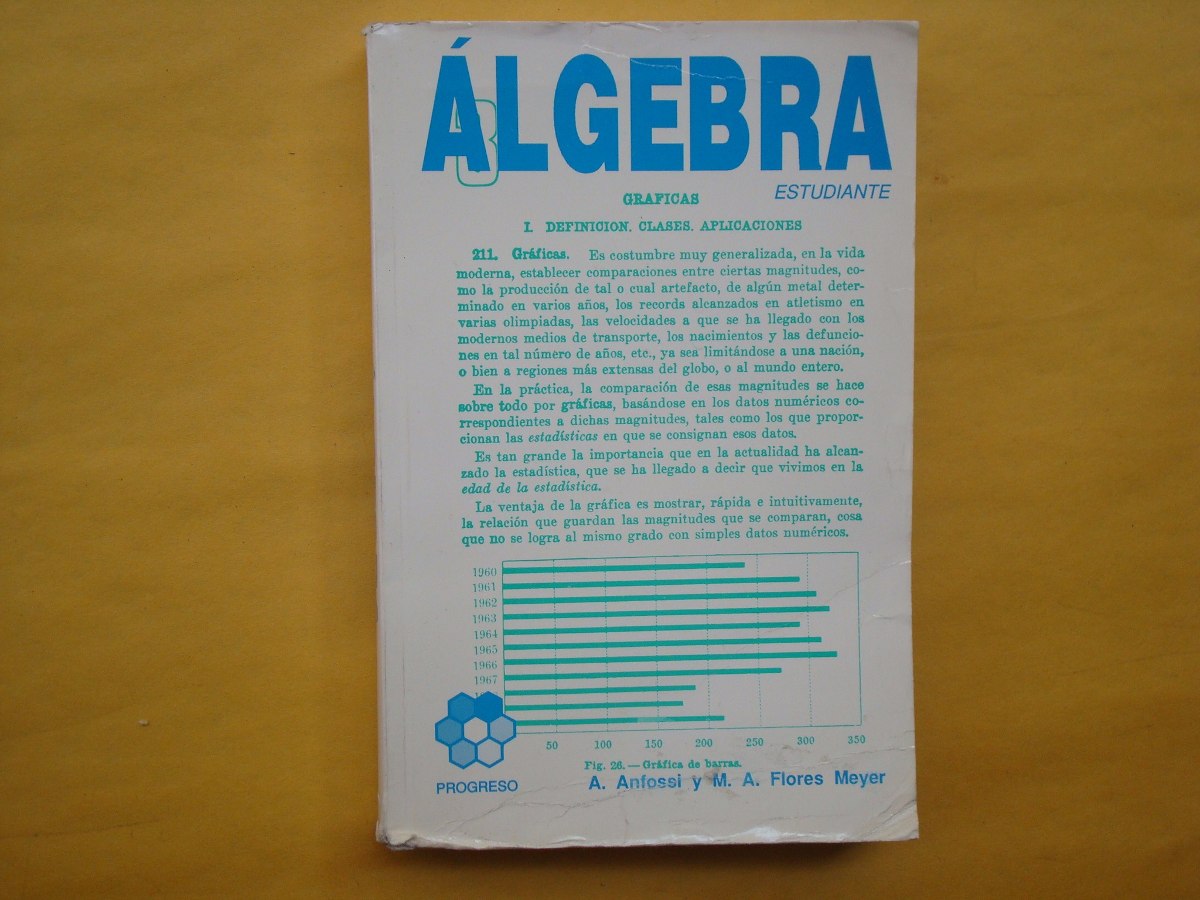 ÁLGEBRA
3
ESTUDIANTE
GRAFICAS
I. DEFINICION. CLASES. APLICACIONES
211. Gráficas. Es costumbre muy generalizada, en la vida
moderna, establecer comparaciones entre ciertas magnitudes, co-
mo la producción de tal o cual artefacto, de algún metal deter-
minado en varios años, los records alcanzados en atletismo en
varias olimpiadas, las velocidades a que se ha llegado con los
modernos medios de transporte, los nacimientos y las defuncio-
nes en tal número de años, etc., ya sea limitándose a una nación,
o bien a regiones más extensas del globo, o al mundo entero.
En la práctica, la comparación de esas magnitudes se hace
sobre todo por gráficas, basándose en los datos numéricos co-
rrespondientes a dichas magnitudes, tales como los que propor-
cionan las estadísticas en que se consignan esos datos.
Es tan grande la importancia que en la actualidad ha alcan-
zado la estadística, que se ha llegado a decir que vivimos en la
edad de la estadística.
La ventaja de la gráfica es mostrar, rápida e intuitivamente,
la relación que guardan las magnitudes que se comparan, cosa
que no se logra al mismo grado con simples datos numéricos.
1960
1961
1962
1963
1964
1965
1966
1967
50 100 150 200 250 300 350
Fig. 26.—Gráfica de barras.
PROGRESO
A. Anfossi y M. A. Flores Meyer